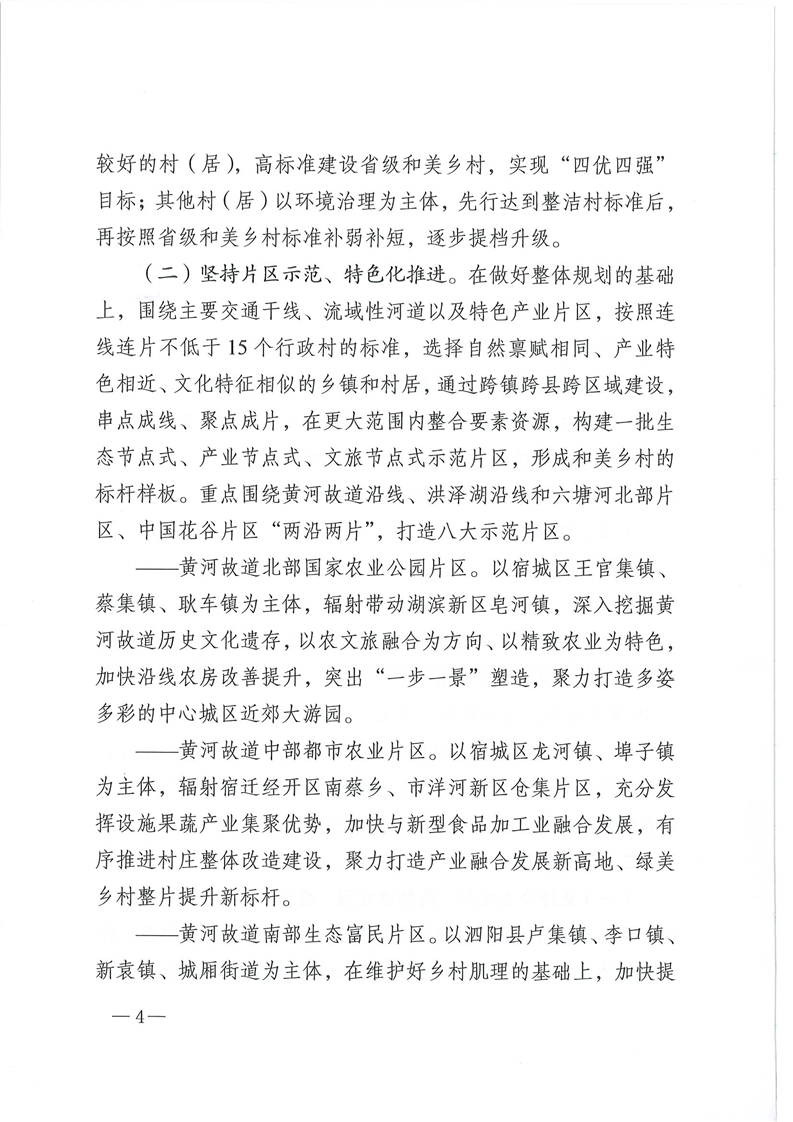 较好的村（居），高标准建设省级和美乡村，实现“四优四强”
目标；其他村（居）以环境治理为主体，先行达到整洁村标准后，
再按照省级和美乡村标准补弱补短，逐步提档升级。
（二）坚持片区示范、特色化推进。在做好整体规划的基础
上，围绕主要交通干线、流域性河道以及特色产业片区，按照连
线连片不低于15个行政村的标准，选择自然禀赋相同、产业特
色相近、文化特征相似的乡镇和村居，通过跨镇跨县跨区域建设，
串点成线、聚点成片，在更大范围内整合要素资源，构建一批生
态节点式、产业节点式、文旅节点式示范片区，形成和美乡村的
标杆样板。重点围绕黄河故道沿线、洪泽湖沿线和六塘河北部片
区、中国花谷片区“两沿两片”，打造八大示范片区。
——黄河故道北部国家农业公园片区。以宿城区王官集镇、
蔡集镇、耿车镇为主体，辐射带动湖滨新区皂河镇，深入挖掘黄
河故道历史文化遗存，以农文旅融合为方向、以精致农业为特色，
加快沿线农房改善提升，突出“一步一景”塑造，聚力打造多姿
多彩的中心城区近郊大游园。
——黄河故道中部都市农业片区。以宿城区龙河镇、埠子镇
为主体，辐射宿迁经开区南蔡乡、市洋河新区仓集片区，充分发
挥设施果蔬产业集聚优势，加快与新型食品加工业融合发展，有
序推进村庄整体改造建设，聚力打造产业融合发展新高地、绿美
乡村整片提升新标杆。
——黄河故道南部生态富民片区。以泗阳县卢集镇、李口镇、
新袁镇、城厢街道为主体，在维护好乡村肌理的基础上，加快提
—4—